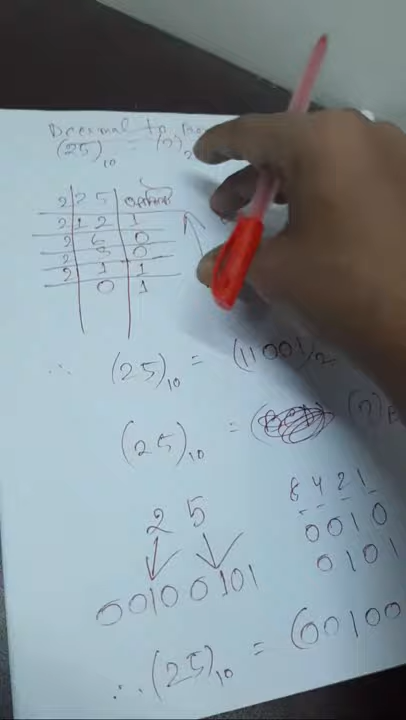 Decimal to
(25)10 = (?)2
2 25
2 12 1
2 6 0
2 3 0
2 1 1
0 1
∴ (25)10 = (11001)2
(25)10 = (?)B
8 4 2 1
2 5
0010
0101
00100101
∴ (25)10 = (00100